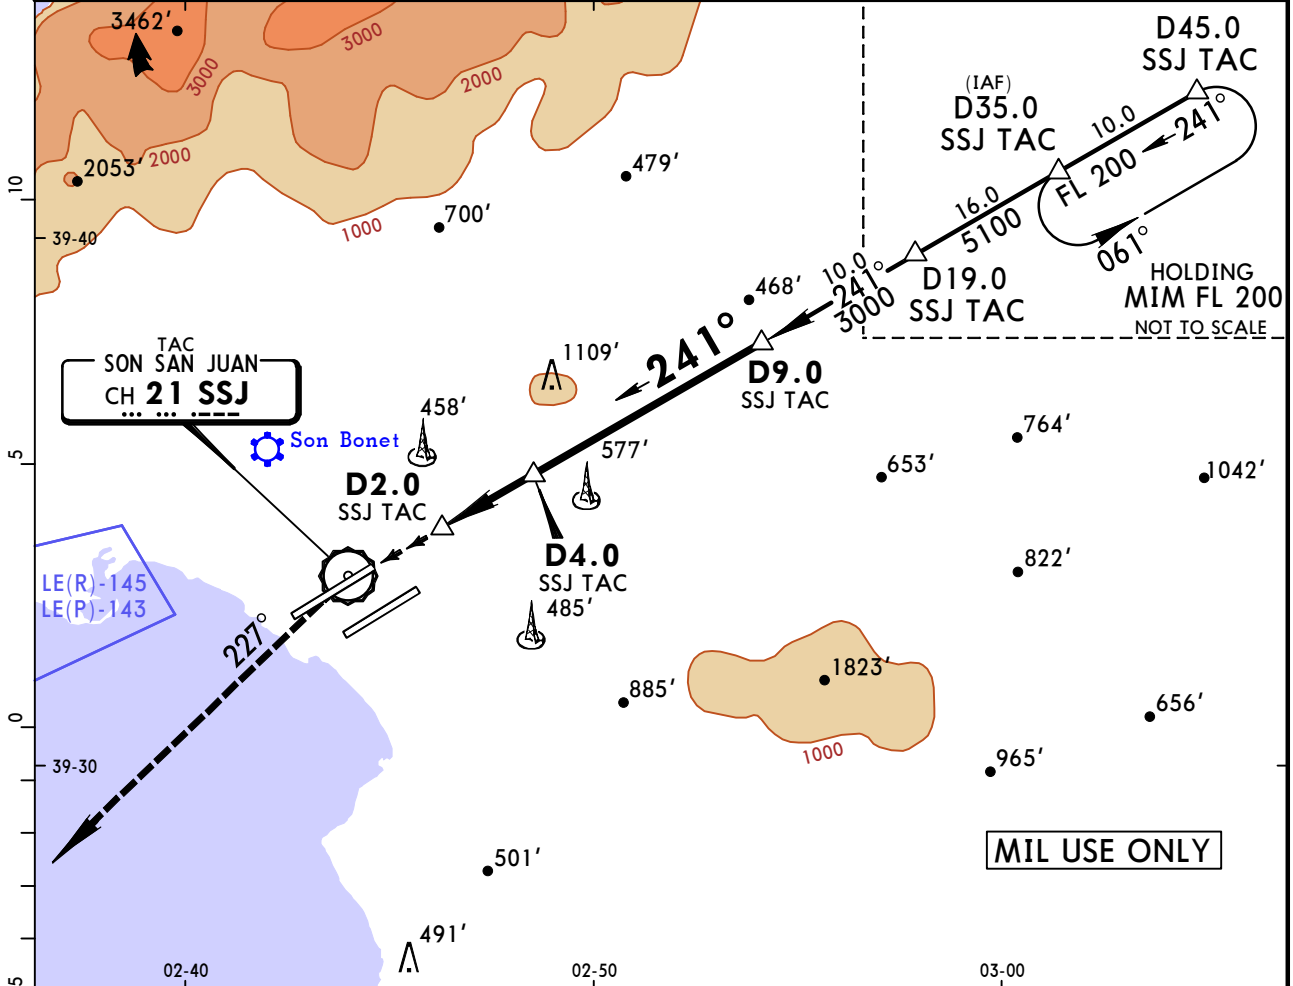 3462′
3000
3000
2000
2053′
2000
1000
479′
700′
10
39-40
D45.0
SSJ TAC
(IAF)
D35.0
SSJ TAC
10.0
241°
FL 200
16.0
5100
061°
D19.0
SSJ TAC
HOLDING
MIM FL 200
NOT TO SCALE
10.0
241°
3000
468′
241°
D9.0
SSJ TAC
1109′
TAC
SON SAN JUAN
CH 21 SSJ
Son Bonet
458′
577′
764′
1042′
653′
5
D2.0
SSJ TAC
D4.0
SSJ TAC
822′
LE(R)-145
LE(P)-143
485′
227°
1823′
885′
656′
1000
0
39-30
965′
MIL USE ONLY
501′
491′
5
02-40
02-50
03-00